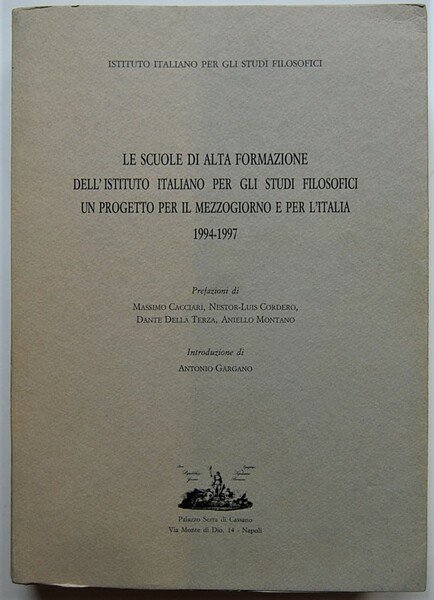 ISTITUTO ITALIANO PER GLI STUDI FILOSOFICI
LE SCUOLE DI ALTA FORMAZIONE
DELL'ISTITUTO ITALIANO PER GLI STUDI FILOSOFICI
UN PROGETTO PER IL MEZZOGIORNO E PER L'ITALIA
1994-1997
Prefazioni di
MASSIMO CACCIARI, NESTOR-LUIS CORDERO,
DANTE DELLA TERZA, ANIELLO MONTANO
Introduzione di
ANTONIO GARGANO
Palazzo Serra di Cassano
Via Monte di Dio, 14 - Napoli